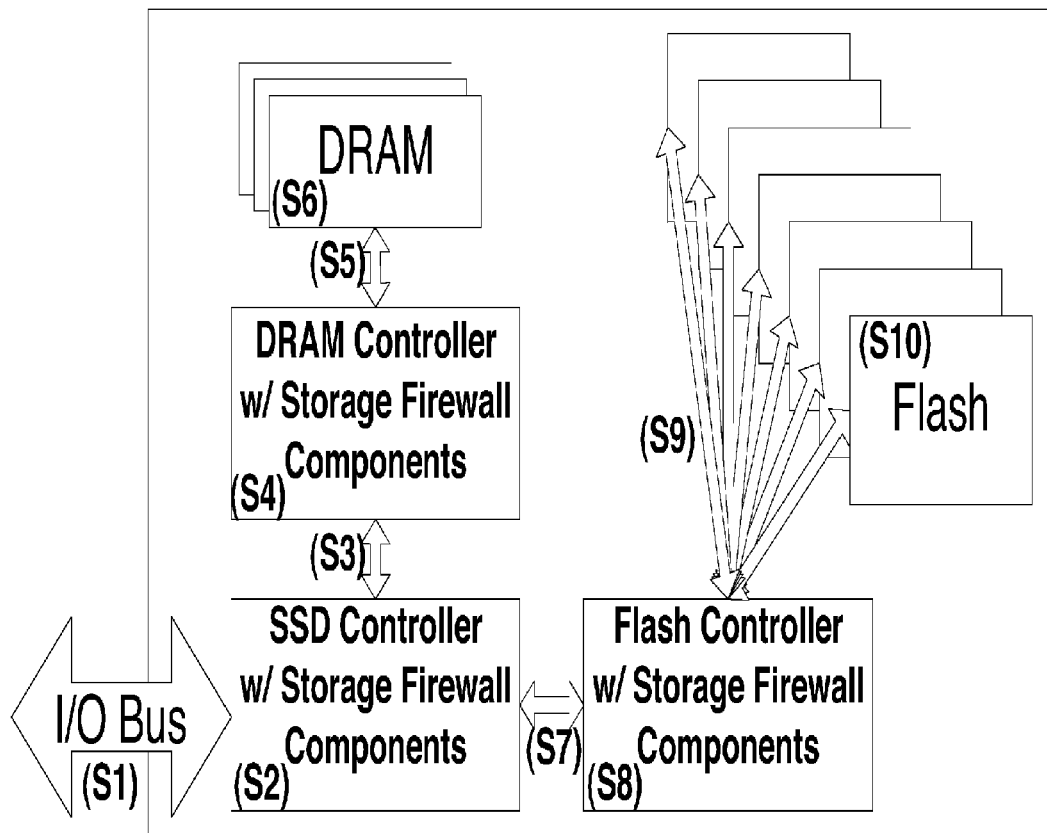 DRAM
(S6)
(S5)
DRAM Controller
w/ Storage Firewall
Components
(S4)
(S3)
SSD Controller
w/ Storage Firewall
Components
(S2)
I/O Bus
(S1)
(S7)
Flash Controller
w/ Storage Firewall
Components
(S8)
(S9)
(S10)
Flash